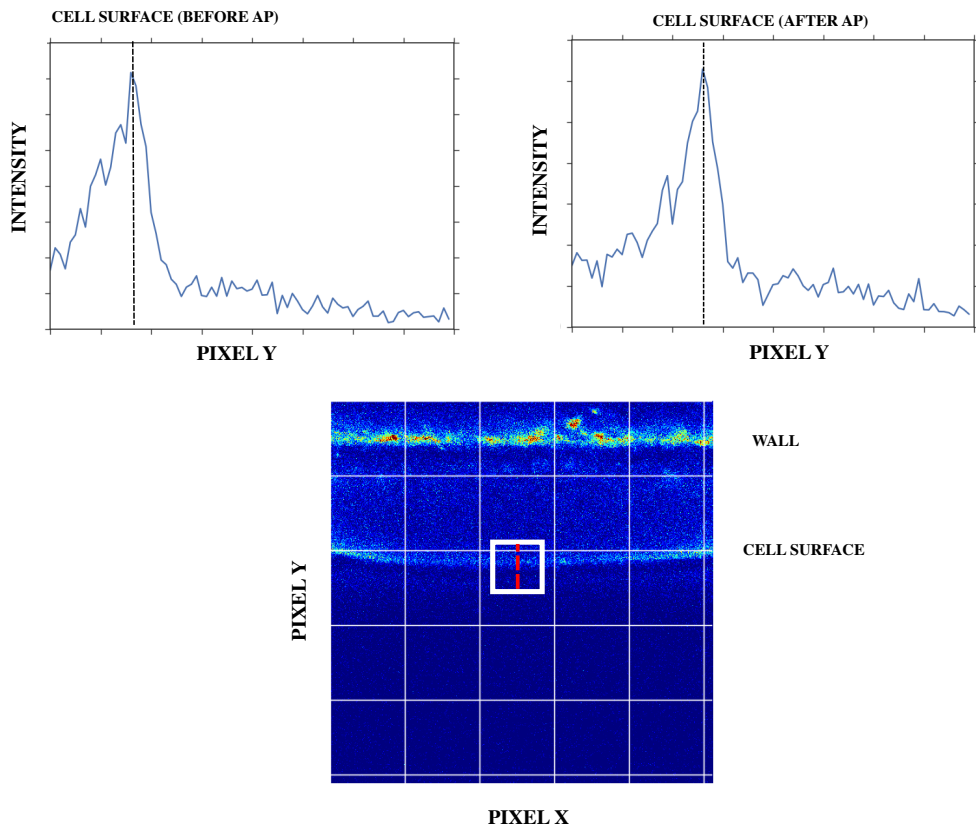 CELL SURFACE (BEFORE AP)
CELL SURFACE (AFTER AP)
INTENSITY
INTENSITY
PIXEL Y
PIXEL Y
WALL
CELL SURFACE
PIXEL Y
PIXEL X